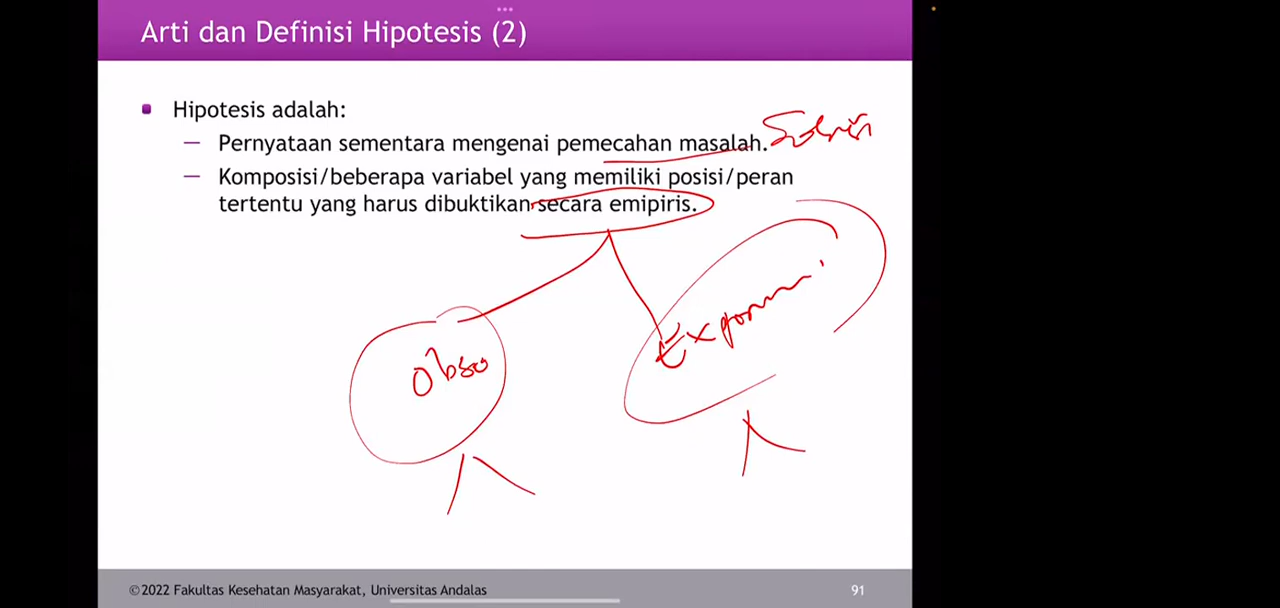 Arti dan Definisi Hipotesis (2)
Hipotesis adalah:
— Pernyataan sementara mengenai pemecahan masalah.
— Komposisi/beberapa variabel yang memiliki posisi/peran
tertentu yang harus dibuktikan secara emipiris.
Obso
©2022 Fakultas Kesehatan Masyarakat, Universitas Andalas
91